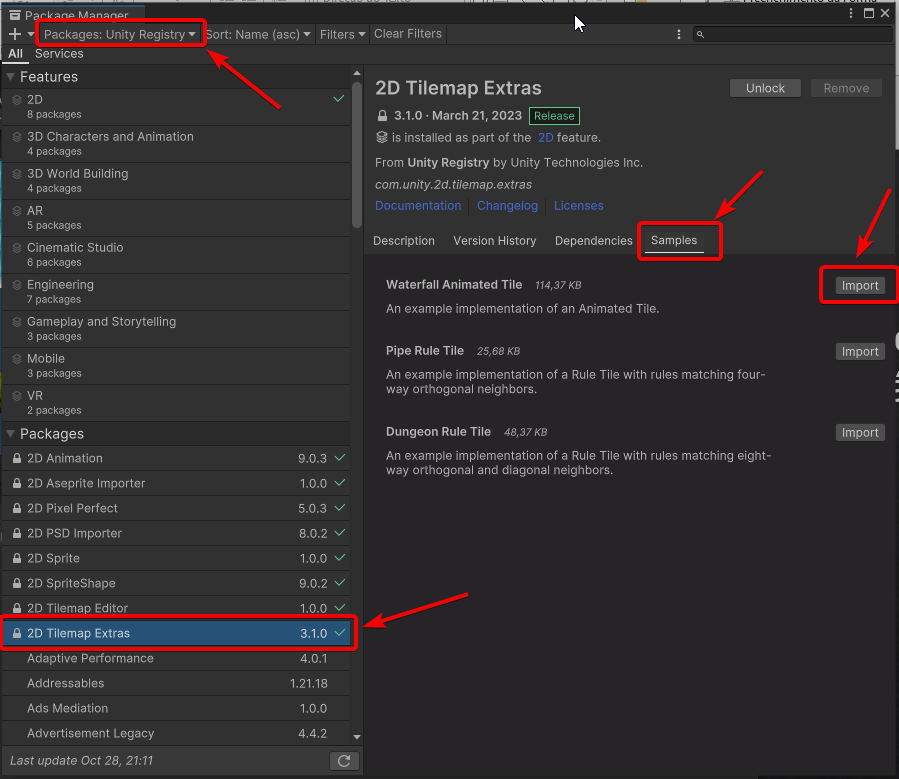 Package Manager
Packages: Unity Registry
Sort: Name (asc)
Filters
Clear Filters
All
Services
Features
2D
8 packages
3D Characters and Animation
4 packages
3D World Building
4 packages
AR
5 packages
Cinematic Studio
6 packages
Engineering
7 packages
Gameplay and Storytelling
3 packages
Mobile
3 packages
VR
2 packages
Packages
2D Animation 9.0.3
2D Aseprite Importer 1.0.0
2D Pixel Perfect 5.0.3
2D PSD Importer 8.0.2
2D Sprite 1.0.0
2D SpriteShape 9.0.2
2D Tilemap Editor 1.0.0
2D Tilemap Extras 3.1.0
Adaptive Performance 4.0.1
Addressables 1.21.18
Ads Mediation 1.0.0
Advertisement Legacy 4.4.2
Last update Oct 28, 21:11
2D Tilemap Extras
Unlock
Remove
3.1.0 · March 21, 2023 Release
is installed as part of the 2D feature.
From Unity Registry by Unity Technologies Inc.
com.unity.2d.tilemap.extras
Documentation
Changelog
Licenses
Description
Version History
Dependencies
Samples
Waterfall Animated Tile 114,37 KB
Import
An example implementation of an Animated Tile.
Pipe Rule Tile 25,68 KB
Import
An example implementation of a Rule Tile with rules matching four-
way orthogonal neighbors.
Dungeon Rule Tile 48,37 KB
Import
An example implementation of a Rule Tile with rules matching eight-
way orthogonal and diagonal neighbors.